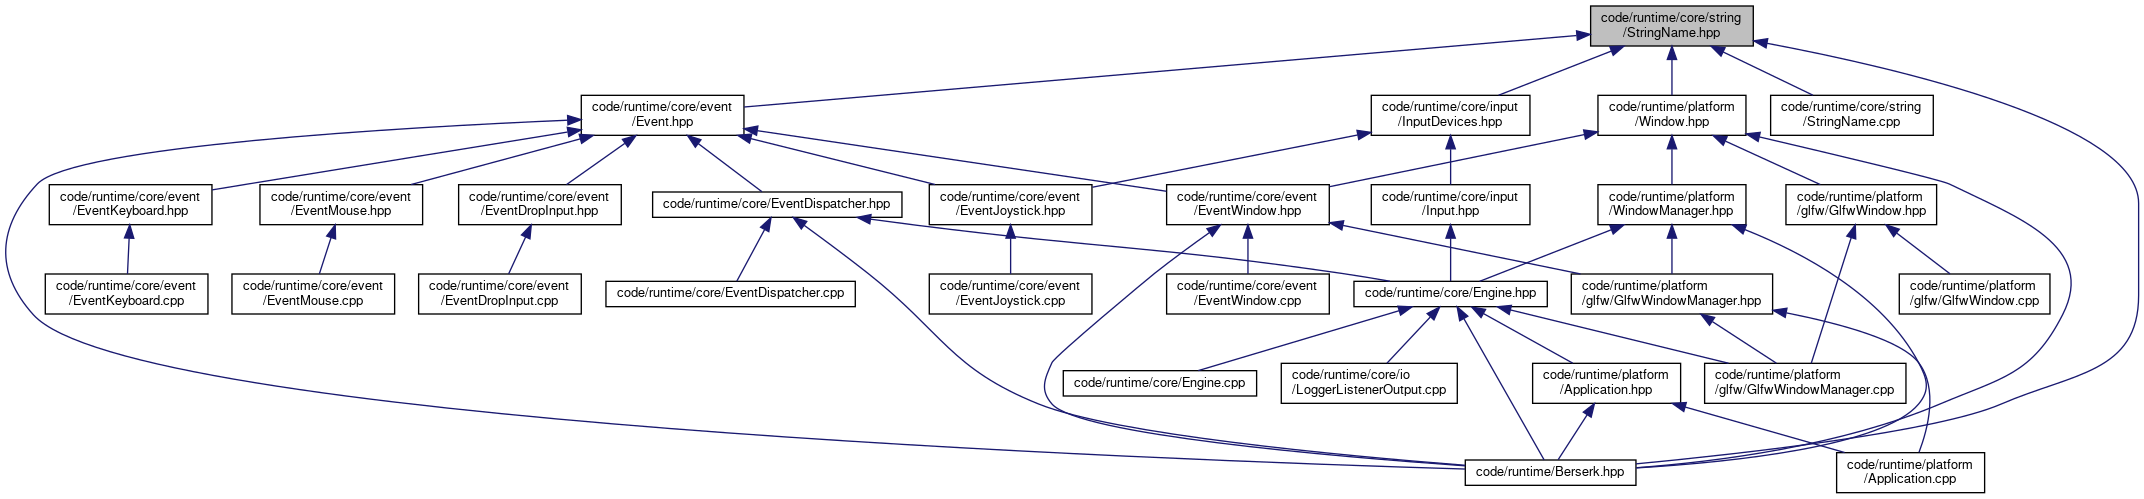 code/runtime/core/string
/StringName.hpp
code/runtime/core/event
/Event.hpp
code/runtime/core/input
/InputDevices.hpp
code/runtime/platform
/Window.hpp
code/runtime/core/string
/StringName.cpp
code/runtime/core/event
/EventKeyboard.hpp
code/runtime/core/event
/EventMouse.hpp
code/runtime/core/event
/EventDropInput.hpp
code/runtime/core/EventDispatcher.hpp
code/runtime/core/event
/EventJoystick.hpp
code/runtime/core/event
/EventWindow.hpp
code/runtime/core/input
/Input.hpp
code/runtime/platform
/WindowManager.hpp
code/runtime/platform
/glfw/GlfwWindow.hpp
code/runtime/core/event
/EventKeyboard.cpp
code/runtime/core/event
/EventMouse.cpp
code/runtime/core/event
/EventDropInput.cpp
code/runtime/core/EventDispatcher.cpp
code/runtime/core/event
/EventJoystick.cpp
code/runtime/core/event
/EventWindow.cpp
code/runtime/core/Engine.hpp
code/runtime/platform
/glfw/GlfwWindowManager.hpp
code/runtime/platform
/glfw/GlfwWindow.cpp
code/runtime/core/Engine.cpp
code/runtime/core/io
/LoggerListenerOutput.cpp
code/runtime/platform
/Application.hpp
code/runtime/platform
/glfw/GlfwWindowManager.cpp
code/runtime/Berserk.hpp
code/runtime/platform
/Application.cpp